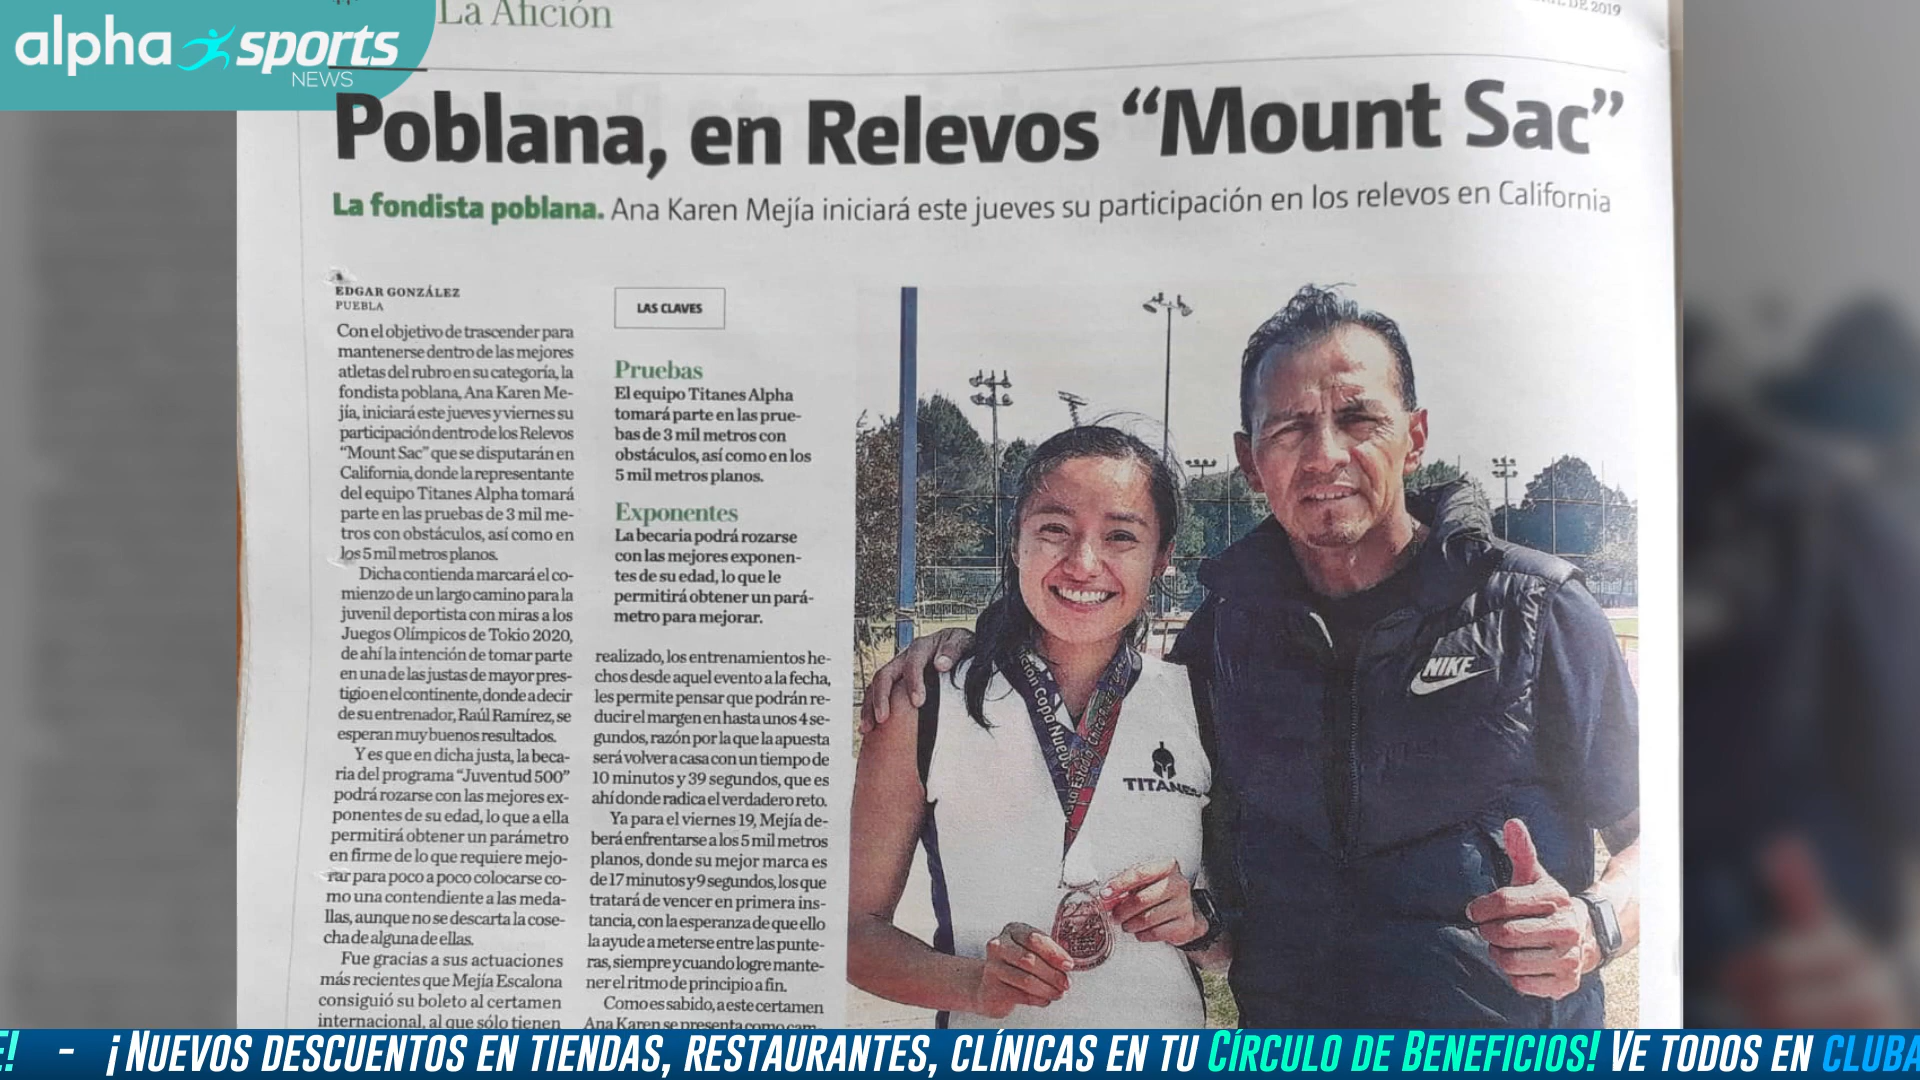 alpha sports
NEWS
La Afición
DE 2019
Poblana, en Relevos “Mount Sac”
La fondista poblana. Ana Karen Mejía iniciará este jueves su participación en los relevos en California
EDGAR GONZÁLEZ
PUEBLA
Con el objetivo de trascender para
mantenerse dentro de las mejores
atletas del rubro en su categoría, la
fondista poblana, Ana Karen Me-
jía, iniciará este jueves y viernes su
participación dentro de los Relevos
“Mount Sac” que se disputarán en
California, donde la representante
del equipo Titanes Alpha tomará
parte en las pruebas de 3 mil me-
tros con obstáculos, así como en
los 5 mil metros planos.
Dicha contienda marcará el co-
mienzo de un largo camino para la
juvenil deportista con miras a los
Juegos Olímpicos de Tokio 2020,
de ahí la intención de tomar parte
en una de las justas de mayor pres-
tigio en el continente, donde a decir
de su entrenador, Raúl Ramírez, se
esperan muy buenos resultados.
Y es que en dicha justa, la beca-
ria del programa “Juventud 500”
podrá rozarse con las mejores ex-
ponentes de su edad, lo que a ella
permitirá obtener un parámetro
en firme de lo que requiere mejo-
rar para poco a poco colocarse co-
mo una contendiente a las meda-
llas, aunque no se descarta la cose-
cha de alguna de ellas.
Fue gracias a sus actuaciones
más recientes que Mejía Escalona
consiguió su boleto al certamen
internacional, al que sólo tienen
LAS CLAVES
Pruebas
El equipo Titanes Alpha
tomará parte en las prue-
bas de 3 mil metros con
obstáculos, así como en los
5 mil metros planos.
Exponentes
La becaria podrá rozarse
con las mejores exponen-
tes de su edad, lo que le
permitirá obtener un pará-
metro para mejorar.
realizado, los entrenamientos he-
chos desde aquel evento a la fecha,
les permite pensar que podrán re-
ducir el margen en hasta unos 4 se-
gundos, razón por la que la apuesta
será volver a casa con un tiempo de
10 minutos y 39 segundos, que es
ahí donde radica el verdadero reto.
Ya para el viernes 19, Mejía de-
berá enfrentarse a los 5 mil metros
planos, donde su mejor marca es
de 17 minutos y 9 segundos, los que
tratará de vencer en primera ins-
tancia, con la esperanza de que ello
la ayude a meterse entre las punte-
ras, siempre y cuando logre mante-
ner el ritmo de principio a fin.
Como es sabido, a este certamen
Ana Karen se presenta como cam-
Copa Nuevo
TITANES
NIKE
E! - ¡NUEVOS DESCUENTOS EN TIENDAS, RESTAURANTES, CLÍNICAS EN TU CÍRCULO DE BENEFICIOS! VE TODOS EN CLUBA